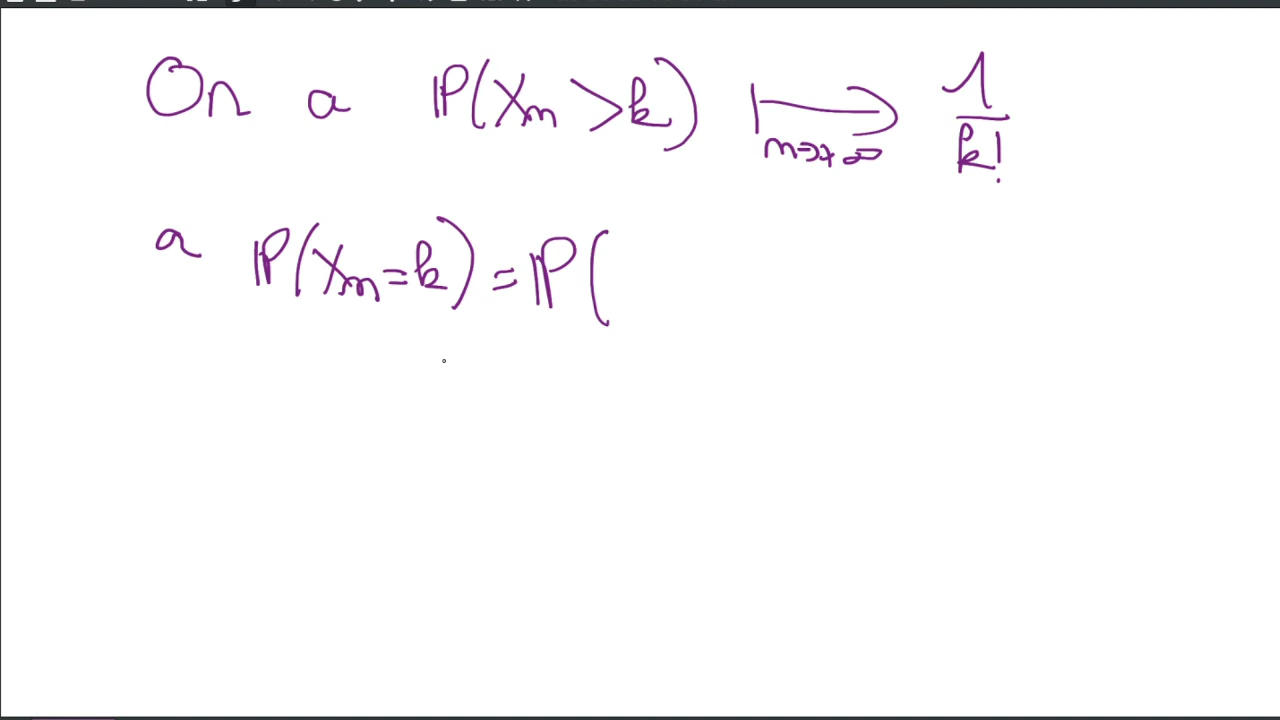 On a ℙ(Xn > k) ⟼ n→+∞ 1/k!
a ℙ(Xn = k) = ℙ(